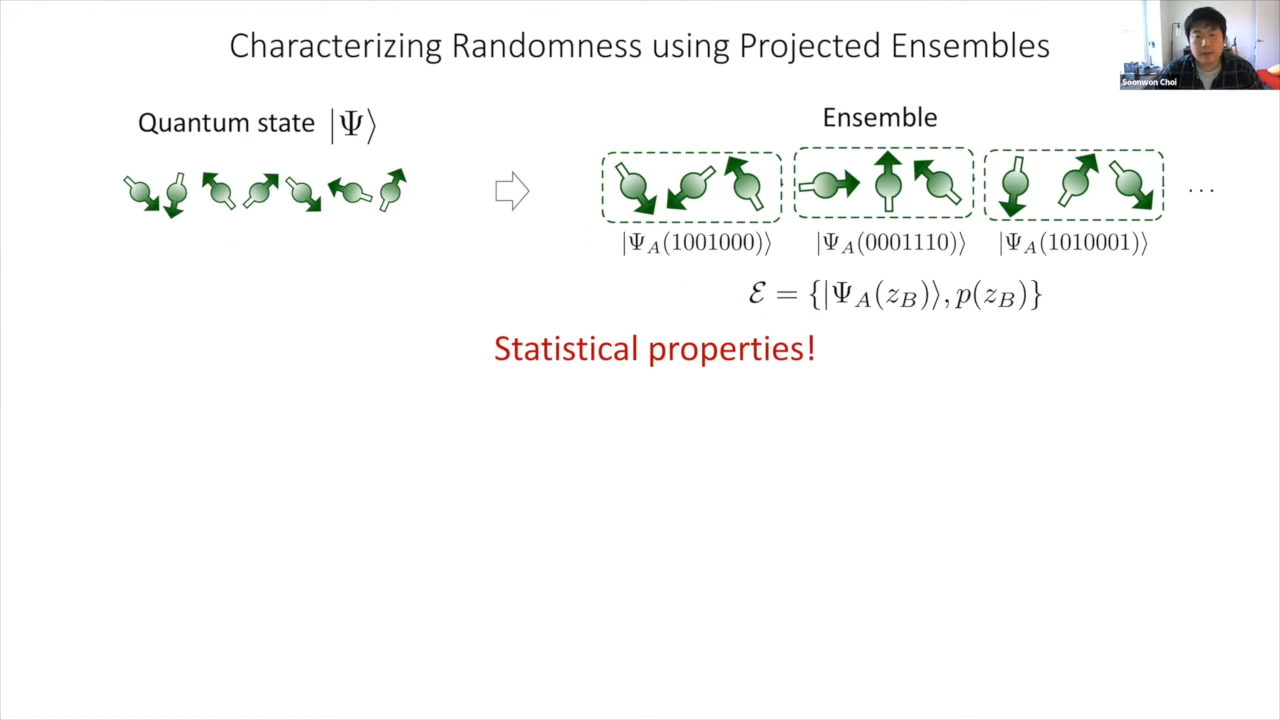 Characterizing Randomness using Projected Ensembles
Soonwon Choi
Quantum state |Ψ⟩
Ensemble
· · ·
|Ψ_A(1001000)⟩ |Ψ_A(0001110)⟩ |Ψ_A(1010001)⟩
ℰ = {|Ψ_A(z_B)⟩, p(z_B)}
Statistical properties!